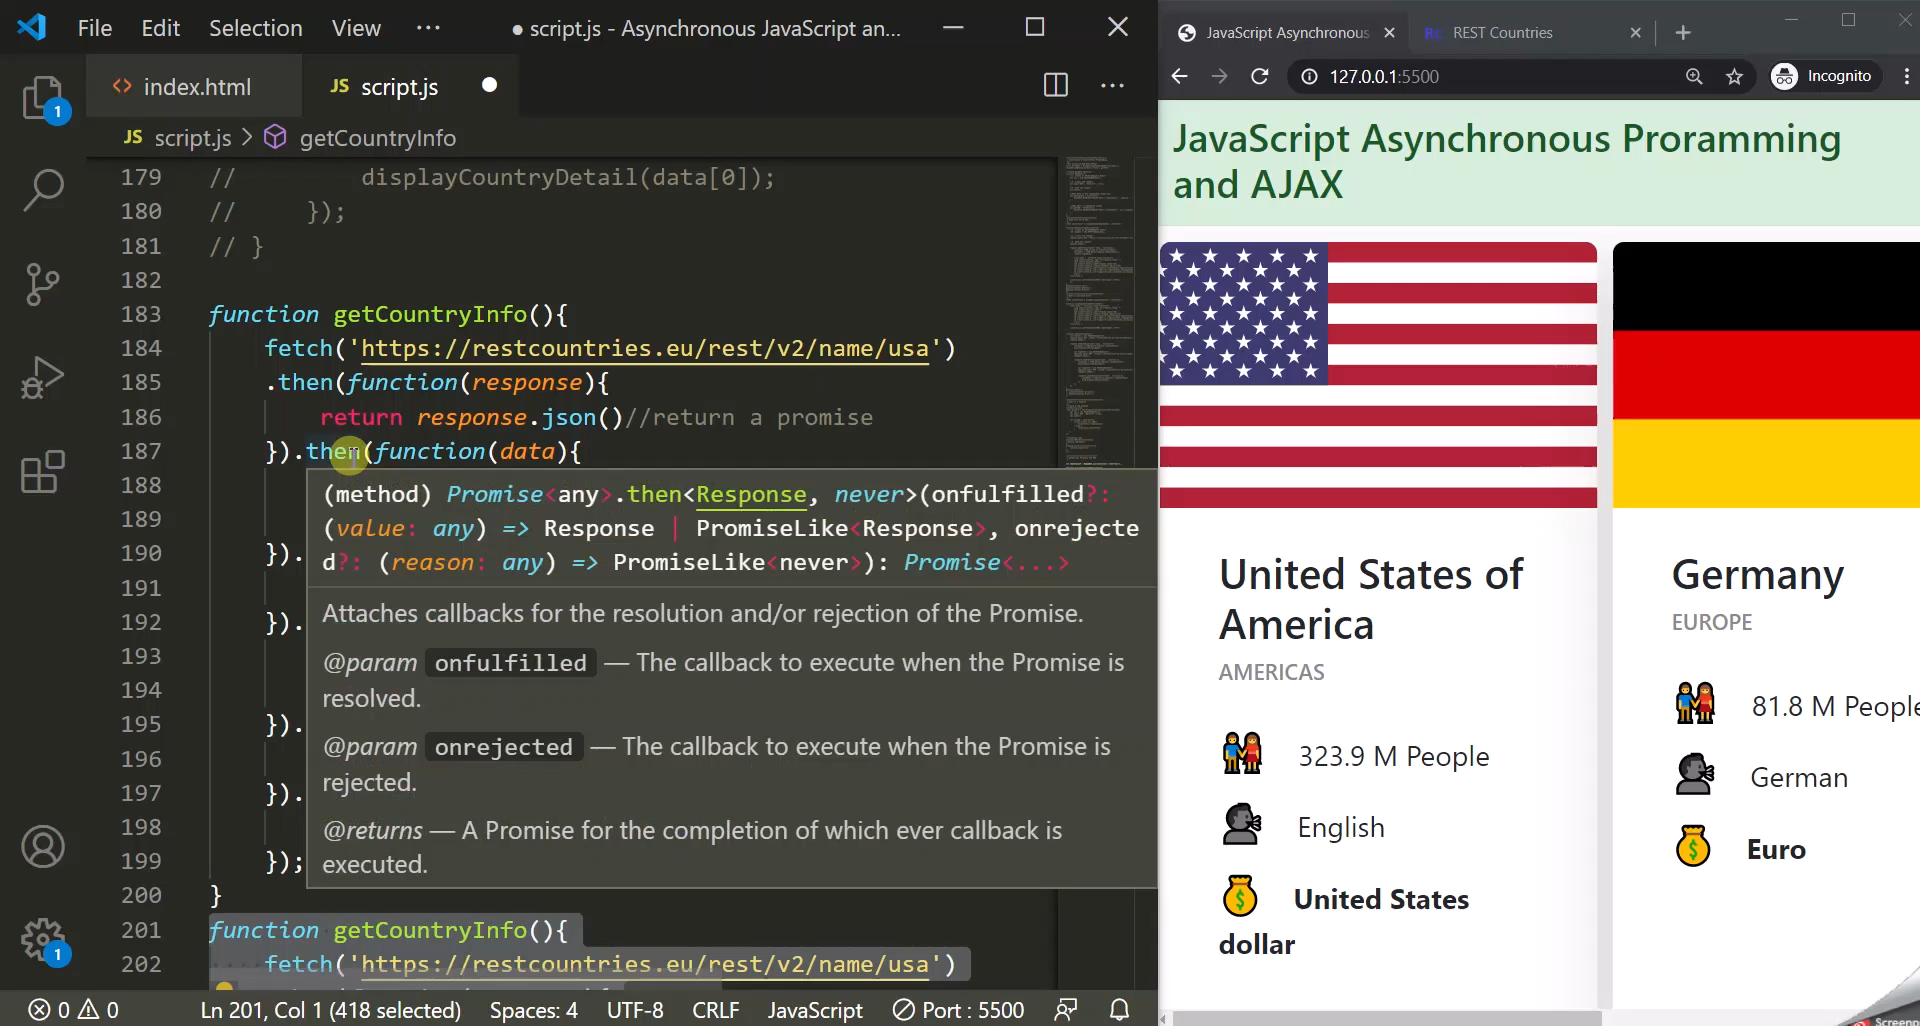 File Edit Selection View ··· ● script.js - Asynchronous JavaScript an...
index.html JS script.js ●
JS script.js > getCountryInfo
179 // displayCountryDetail(data[0]);
180 // });
181 // }
182
183 function getCountryInfo(){
184 fetch('https://restcountries.eu/rest/v2/name/usa')
185 .then(function(response){
186 return response.json()//return a promise
187 }).then(function(data){
188
189
190 }).
191
192 }).
193
194
195 }).
196
197 }).
198
199 });
200 }
201 function getCountryInfo(){
202 fetch('https://restcountries.eu/rest/v2/name/usa')
(method) Promise<any>.then<Response, never>(onfulfilled?:
(value: any) => Response | PromiseLike<Response>, onrejecte
d?: (reason: any) => PromiseLike<never>): Promise<...>
Attaches callbacks for the resolution and/or rejection of the Promise.
@param onfulfilled — The callback to execute when the Promise is
resolved.
@param onrejected — The callback to execute when the Promise is
rejected.
@returns — A Promise for the completion of which ever callback is
executed.
1
1
0 0 Ln 201, Col 1 (418 selected) Spaces: 4 UTF-8 CRLF JavaScript Port : 5500
JavaScript Asynchronous REST Countries
127.0.0.1:5500 Incognito
JavaScript Asynchronous Proramming
and AJAX
United States of
America
AMERICAS
323.9 M People
English
United States
dollar
Germany
EUROPE
81.8 M People
German
Euro